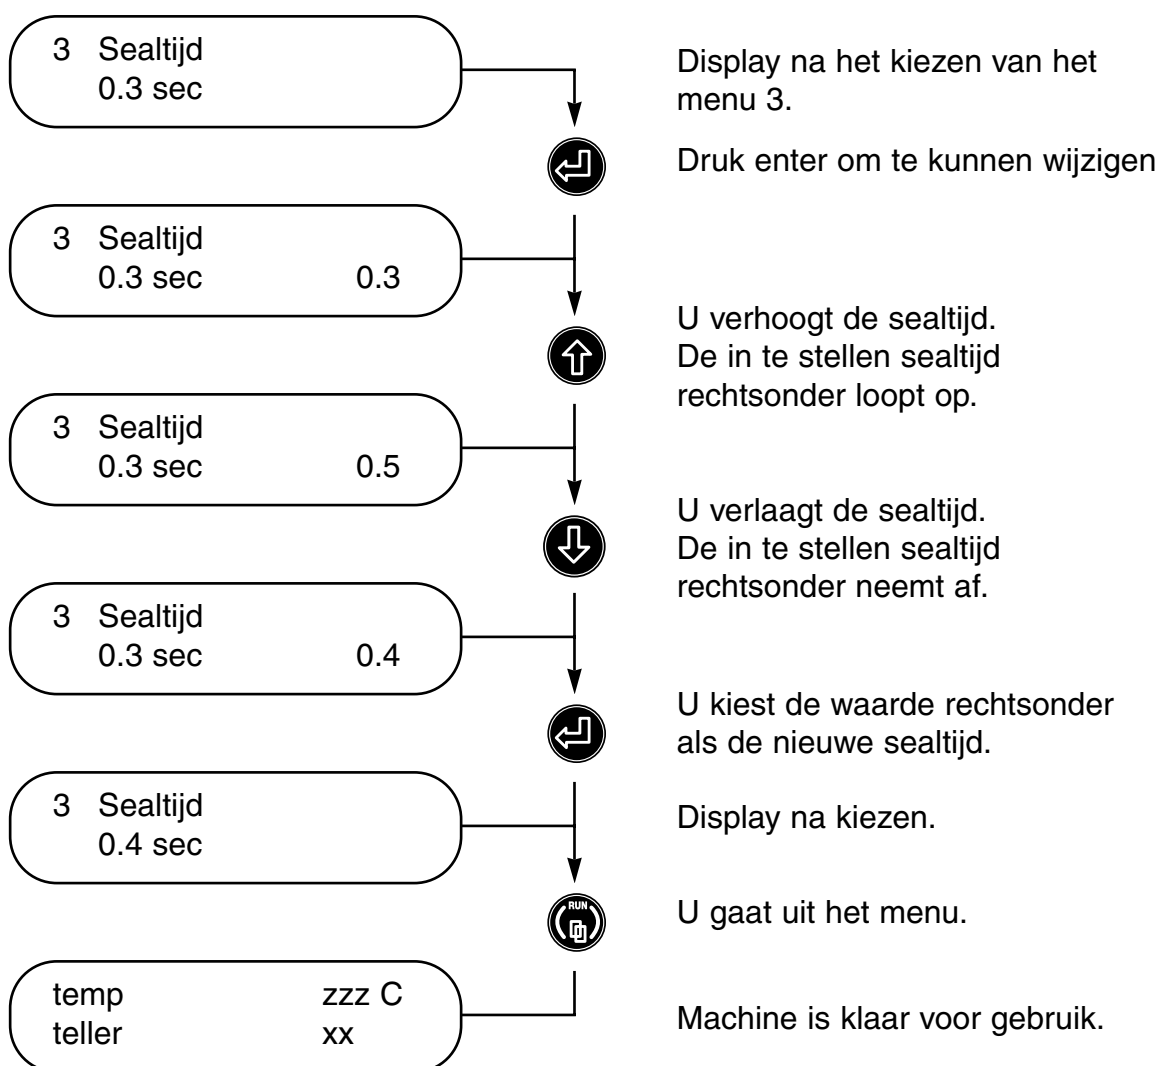 3 Sealtijd
0.3 sec
Display na het kiezen van het
menu 3.
Druk enter om te kunnen wijzigen
3 Sealtijd
0.3 sec 0.3
U verhoogt de sealtijd.
De in te stellen sealtijd
rechtsonder loopt op.
3 Sealtijd
0.3 sec 0.5
U verlaagt de sealtijd.
De in te stellen sealtijd
rechtsonder neemt af.
3 Sealtijd
0.3 sec 0.4
U kiest de waarde rechtsonder
als de nieuwe sealtijd.
3 Sealtijd
0.4 sec
Display na kiezen.
RUN
U gaat uit het menu.
temp zzz C
teller xx
Machine is klaar voor gebruik.